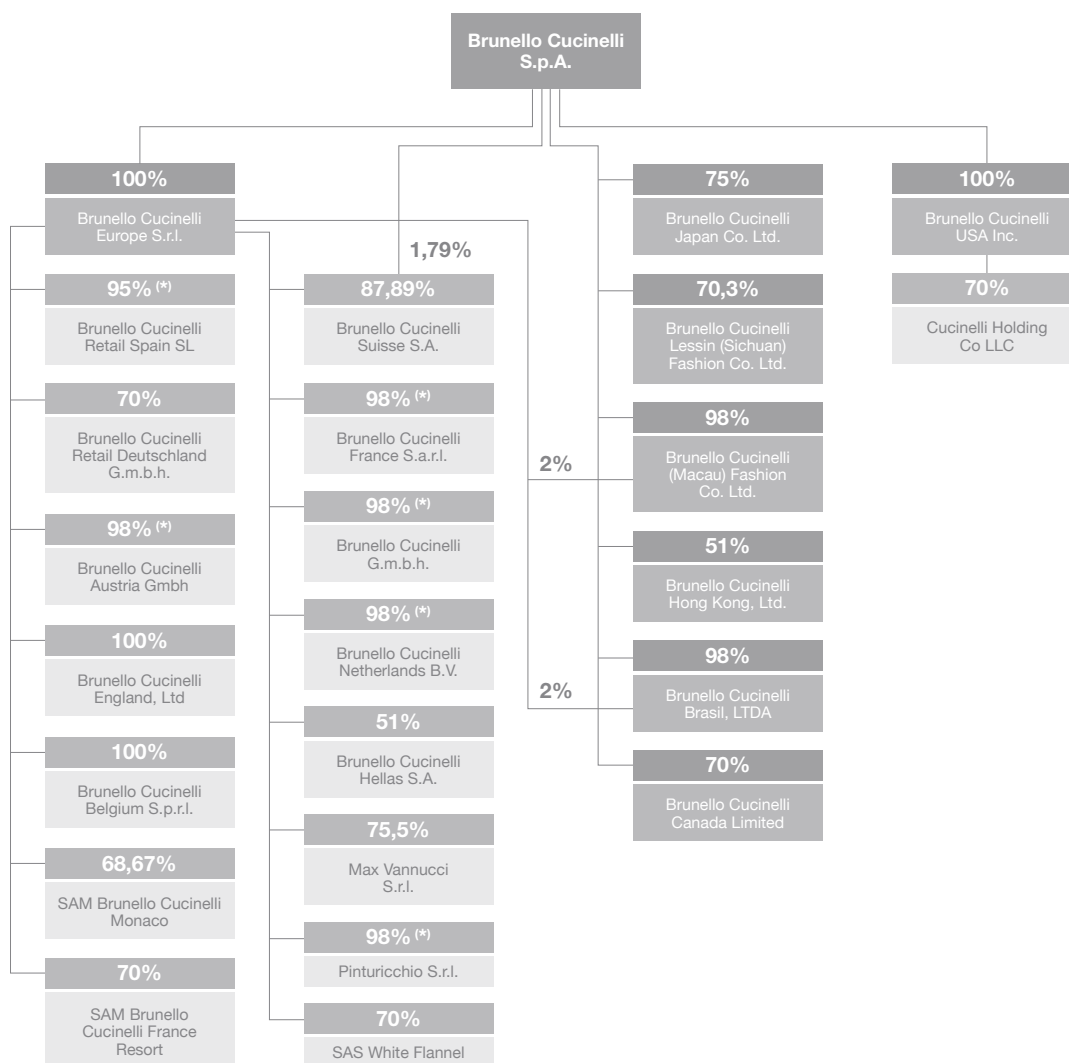 Brunello Cucinelli
S.p.A.
100%
Brunello Cucinelli
Europe S.r.l.
95% (*)
Brunello Cucinelli
Retail Spain SL
70%
Brunello Cucinelli
Retail Deutschland
G.m.b.h.
98% (*)
Brunello Cucinelli
Austria Gmbh
100%
Brunello Cucinelli
England, Ltd
100%
Brunello Cucinelli
Belgium S.p.r.l.
68,67%
SAM Brunello Cucinelli
Monaco
70%
SAM Brunello
Cucinelli France
Resort
1,79%
87,89%
Brunello Cucinelli
Suisse S.A.
98% (*)
Brunello Cucinelli
France S.a.r.l.
98% (*)
Brunello Cucinelli
G.m.b.h.
98% (*)
Brunello Cucinelli
Netherlands B.V.
51%
Brunello Cucinelli
Hellas S.A.
75,5%
Max Vannucci
S.r.l.
98% (*)
Pinturicchio S.r.l.
70%
SAS White Flannel
2%
2%
75%
Brunello Cucinelli
Japan Co. Ltd.
70,3%
Brunello Cucinelli
Lessin (Sichuan)
Fashion Co. Ltd.
98%
Brunello Cucinelli
(Macau) Fashion
Co. Ltd.
51%
Brunello Cucinelli
Hong Kong, Ltd.
98%
Brunello Cucinelli
Brasil, LTDA
70%
Brunello Cucinelli
Canada Limited
100%
Brunello Cucinelli
USA Inc.
70%
Cucinelli Holding
Co LLC